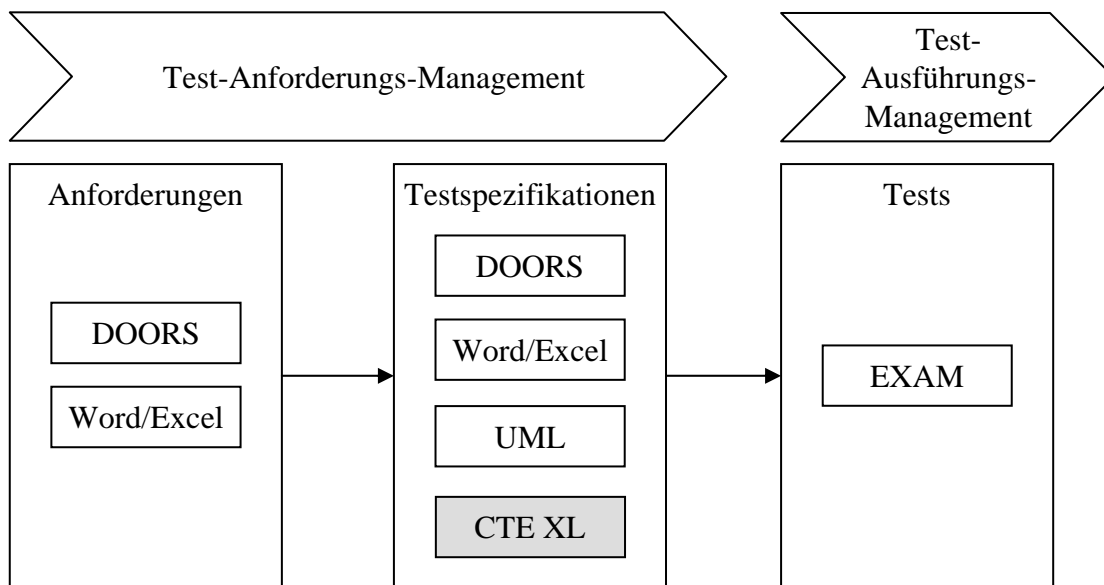 Test-Anforderungs-Management
Test-
Ausführungs-
Management
Anforderungen
DOORS
Word/Excel
Testspezifikationen
DOORS
Word/Excel
UML
CTE XL
Tests
EXAM